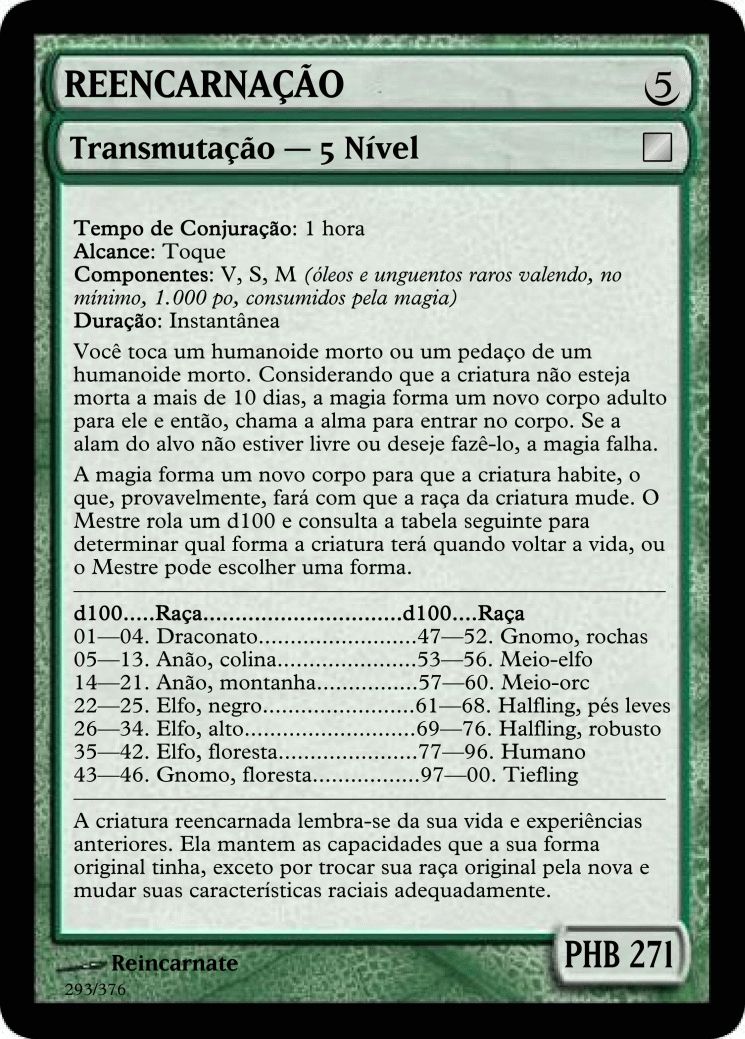 REENCARNAÇÃO 5
Transmutação — 5 Nível
Tempo de Conjuração: 1 hora
Alcance: Toque
Componentes: V, S, M (óleos e unguentos raros valendo, no
mínimo, 1.000 po, consumidos pela magia)
Duração: Instantânea
Você toca um humanoide morto ou um pedaço de um
humanoide morto. Considerando que a criatura não esteja
morta a mais de 10 dias, a magia forma um novo corpo adulto
para ele e então, chama a alma para entrar no corpo. Se a
alam do alvo não estiver livre ou deseje fazê-lo, a magia falha.
A magia forma um novo corpo para que a criatura habite, o
que, provavelmente, fará com que a raça da criatura mude. O
Mestre rola um d100 e consulta a tabela seguinte para
determinar qual forma a criatura terá quando voltar a vida, ou
o Mestre pode escolher uma forma.
d100.....Raça...............................d100....Raça
01—04. Draconato........................47—52. Gnomo, rochas
05—13. Anão, colina.....................53—56. Meio-elfo
14—21. Anão, montanha...............57—60. Meio-orc
22—25. Elfo, negro.......................61—68. Halfling, pés leves
26—34. Elfo, alto..........................69—76. Halfling, robusto
35—42. Elfo, floresta.....................77—96. Humano
43—46. Gnomo, floresta................97—00. Tiefling
A criatura reencarnada lembra-se da sua vida e experiências
anteriores. Ela mantem as capacidades que a sua forma
original tinha, exceto por trocar sua raça original pela nova e
mudar suas características raciais adequadamente.
PHB 271
Reincarnate
293/376